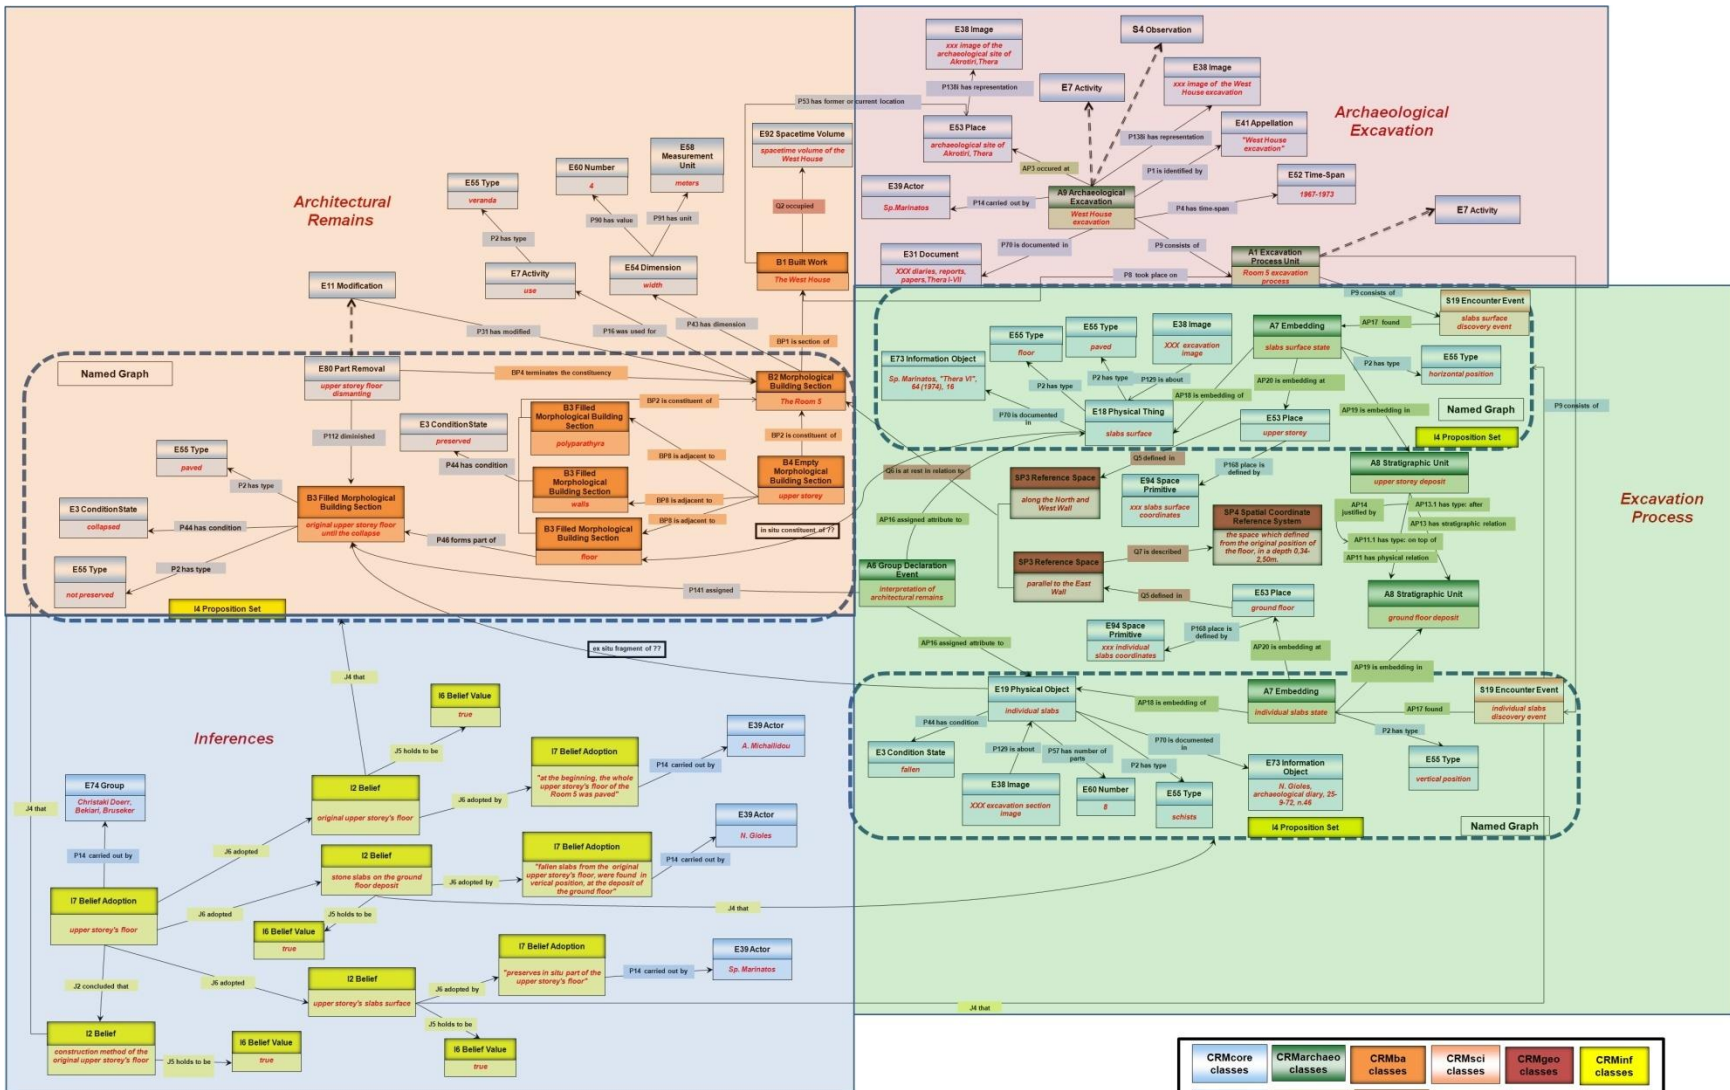 Architectural
Remains
E92 Spacetime Volume
spacetime volume of the
West House
E58
Measurement
Unit
meters
E60 Number
4
E55 Type
veranda
P90 has value
P91 has unit
Q2 occupied
P2 has type
E11 Modification
E7 Activity
use
E54 Dimension
width
B1 Built Work
The West House
P31 has modified
P16 was used for
P43 has dimension
BP1 is section of
Named Graph
E80 Part Removal
upper storey floor
dismanting
BP4 terminates the constituency
B2 Morphological
Building Section
The Room 5
BP2 is constituent of
B3 Filled
Morphological Building
Section
polyparathyra
E3 ConditionState
preserved
P112 diminished
BP2 is constituent of
E55 Type
paved
P44 has condition
BP8 is adjacent to
B4 Empty
Morphological
Building Section
upper storey
P2 has type
B3 Filled
Morphological
Building Section
walls
BP8 is adjacent to
B3 Filled Morphological
Building Section
original upper storey floor
until the collapse
E3 ConditionState
collapsed
P44 has condition
BP8 is adjacent to
B3 Filled Morphological
Building Section
floor
in situ constituent of ??
P46 forms part of
E55 Type
not preserved
P2 has type
P141 assigned
I4 Proposition Set
E38 Image
xxx image of the
archaeological site of
Akrotiri,Thera
S4 Observation
E38 Image
xxx image of the West
House excavation
E7 Activity
P138i has representation
P53 has former or current location
Archaeological
Excavation
E53 Place
archaeological site of
Akrotiri, Thera
P138i has representation
E41 Appellation
"West House
excavation"
AP3 occured at
P1 is identified by
E39 Actor
Sp.Marinatos
P14 carried out by
A9 Archaeological
Excavation
West House
excavation
E52 Time-Span
1967-1973
P4 has time-span
E7 Activity
P70 is documented in
P9 consists of
E31 Document
XXX diaries, reports,
papers,Thera I-VII
A1 Excavation
Process Unit
Room 5 excavation
process
P8 took place on
P9 consists of
S19 Encounter Event
slabs surface
discovery event
AP17 found
A7 Embedding
slabs surface state
E55 Type
floor
E55 Type
paved
E38 Image
XXX excavation
image
E73 Information Object
Sp. Marinatos, "Thera VI",
64 (1974), 16
P2 has type
E55 Type
horizontal position
P2 has type
P2 has type
P129 is about
AP20 is embedding at
AP18 is embedding of
AP19 is embedding in
Named Graph
P9 consists of
P70 is documented
in
E18 Physical Thing
slabs surface
E53 Place
upper storey
I4 Proposition Set
Q5 defined in
P168 place is
defined by
Q6 is at rest in relation to
SP3 Reference Space
along the North and
West Wall
E94 Space
Primitive
xxx slabs surface
coordinates
A8 Stratigraphic Unit
upper storey deposit
Excavation
Process
AP14
justified by
AP13.1 has type: after
AP13 has stratigraphic relation
AP16 assigned attribute to
SP4 Spatial Coordinate
Reference System
the space which defined
from the original position of
the floor, in a depth 0,34-
2,50m.
AP11.1 has type: on top of
AP11 has physical relation
Q7 is described
SP3 Reference Space
parallel to the East
Wall
A6 Group Declaration
Event
interpretation of
architectural remains
Q5 defined in
E53 Place
ground floor
A8 Stratigraphic Unit
ground floor deposit
E94 Space
Primitive
xxx individual
slabs coordinates
P168 place is
defined by
AP16 assigned attribute to
ex situ fragment of ??
AP20 is embedding at
AP19 is embedding in
E19 Physical Object
individual slabs
AP18 is embedding of
A7 Embedding
individual slabs state
AP17 found
S19 Encounter Event
individual slabs
discovery event
P44 has condition
P129 is about
P57 has number of
parts
P70 is documented
in
P2 has type
E3 Condition State
fallen
P2 has type
E55 Type
vertical position
E38 Image
XXX excavation section
image
E60 Number
8
E55 Type
schists
E73 Information
Object
N. Gioles,
archaeological diary, 25-
9-72, n.46
I4 Proposition Set
Named Graph
J4 that
Inferences
I6 Belief Value
true
J5 holds to be
E39 Actor
A. Michailidou
I7 Belief Adoption
"at the beginning, the whole
upper storey's floor of the
Room 5 was paved"
P14 carried out by
E74 Group
Christaki Doerr,
Bekiari, Bruseker
I2 Belief
original upper storey's floor
J6 adopted by
J4 that
E39 Actor
N. Gioles
P14 carried out by
J6 adopted
I2 Belief
stone slabs on the ground
floor deposit
I7 Belief Adoption
"fallen slabs from the original
upper storey's floor, were found in
verical position, at the deposit of
the ground floor"
P14 carried out by
J6 adopted by
I7 Belief Adoption
upper storey's floor
J6 adopted
J5 holds to be
J4 that
I6 Belief Value
true
I7 Belief Adoption
"preserves in situ part of the
upper storey's floor"
E39 Actor
Sp. Marinatos
P14 carried out by
J2 concluded that
J6 adopted
I2 Belief
upper storey's slabs surface
J6 adopted by
J4 that
I2 Belief
construction method of the
original upper storey's floor
J5 holds to be
J5 holds to be
I6 Belief Value
true
I6 Belief Value
true
CRMcore
classes
CRMarchaeo
classes
CRMba
classes
CRMsci
classes
CRMgeo
classes
CRMinf
classes